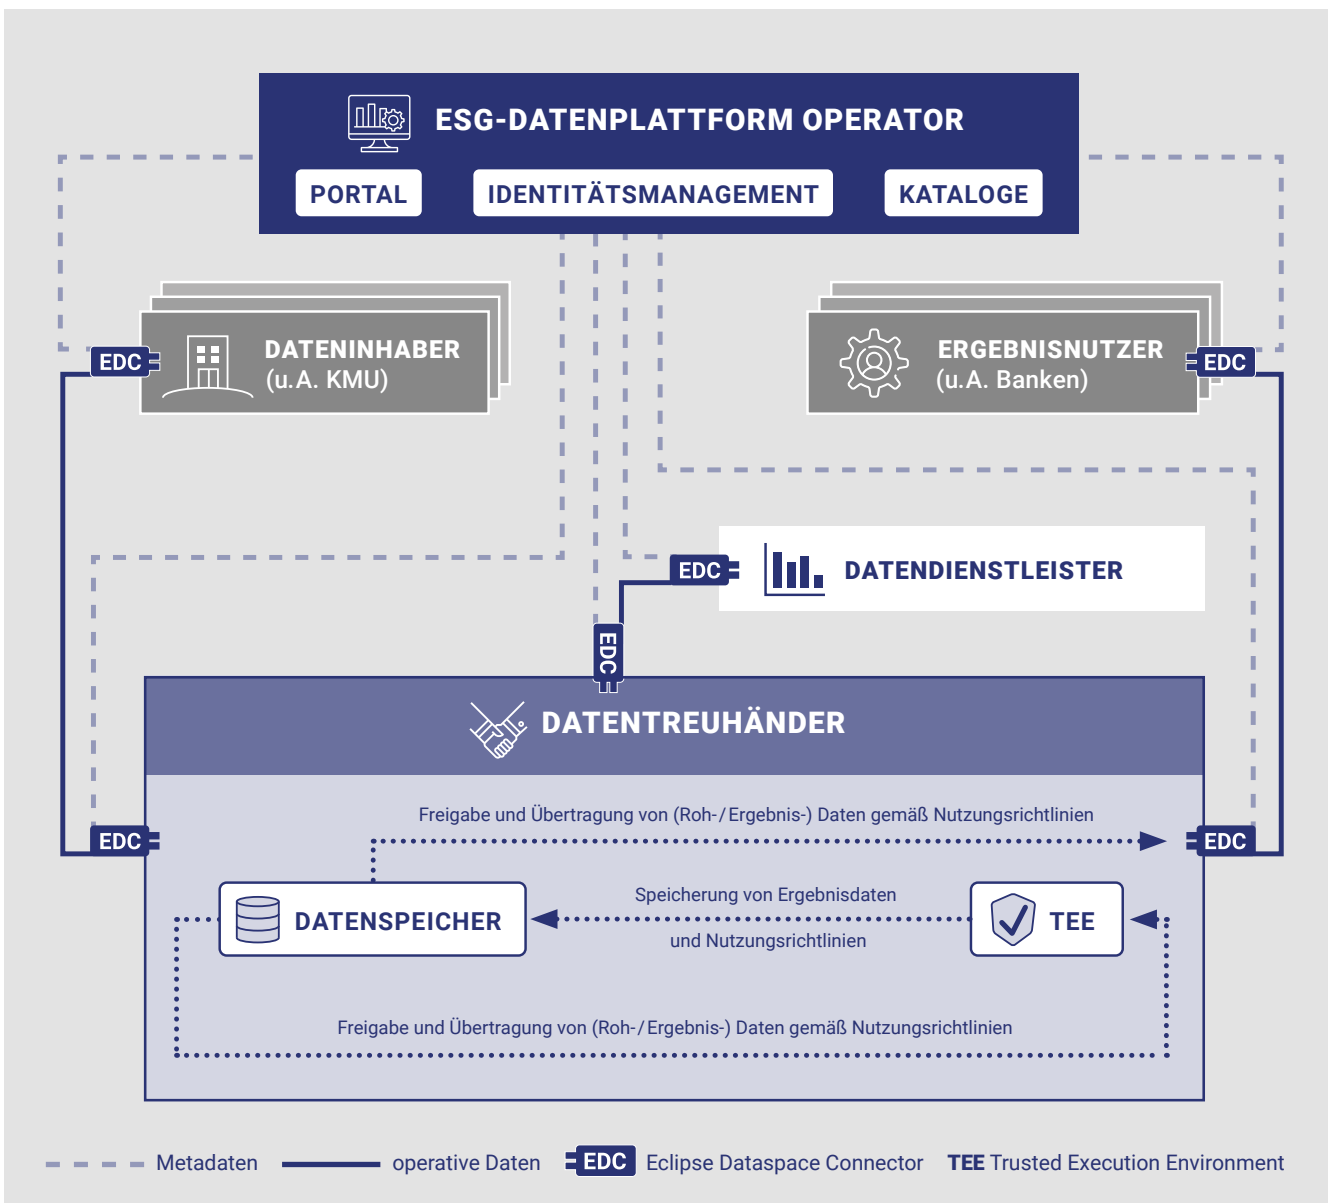 ESG-DATENPLATTFORM OPERATOR
PORTAL
IDENTITÄTSMANAGEMENT
KATALOGE
EDC
DATENINHABER
(u.A. KMU)
ERGEBNISNUTZER
(u.A. Banken)
EDC
EDC
DATENDIENSTLEISTER
EDC
DATENTREUHÄNDER
Freigabe und Übertragung von (Roh-/Ergebnis-) Daten gemäß Nutzungsrichtlinien
EDC
EDC
DATENSPEICHER
Speicherung von Ergebnisdaten
und Nutzungsrichtlinien
TEE
Freigabe und Übertragung von (Roh-/Ergebnis-) Daten gemäß Nutzungsrichtlinien
Metadaten
operative Daten
EDC Eclipse Dataspace Connector
TEE Trusted Execution Environment